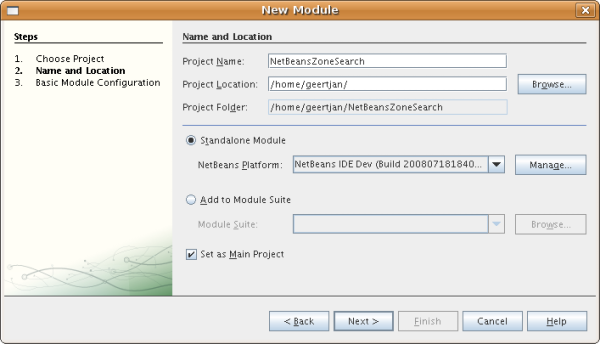 New Module
Steps
1. Choose Project
2. Name and Location
3. Basic Module Configuration
Name and Location
Project Name: NetBeansZoneSearch
Project Location: /home/geertjan/ Browse...
Project Folder: /home/geertjan/NetBeansZoneSearch
Standalone Module
NetBeans Platform: NetBeans IDE Dev (Build 200807181840... Manage...
Add to Module Suite
Module Suite: Browse...
Set as Main Project
< Back Next > Finish Cancel Help